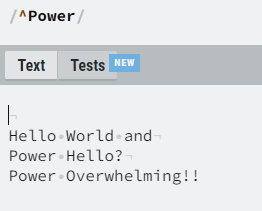 /^Power/
Text Tests NEW
¬
Hello·World·and¬
Power·Hello?¬
Power·Overwhelming!!